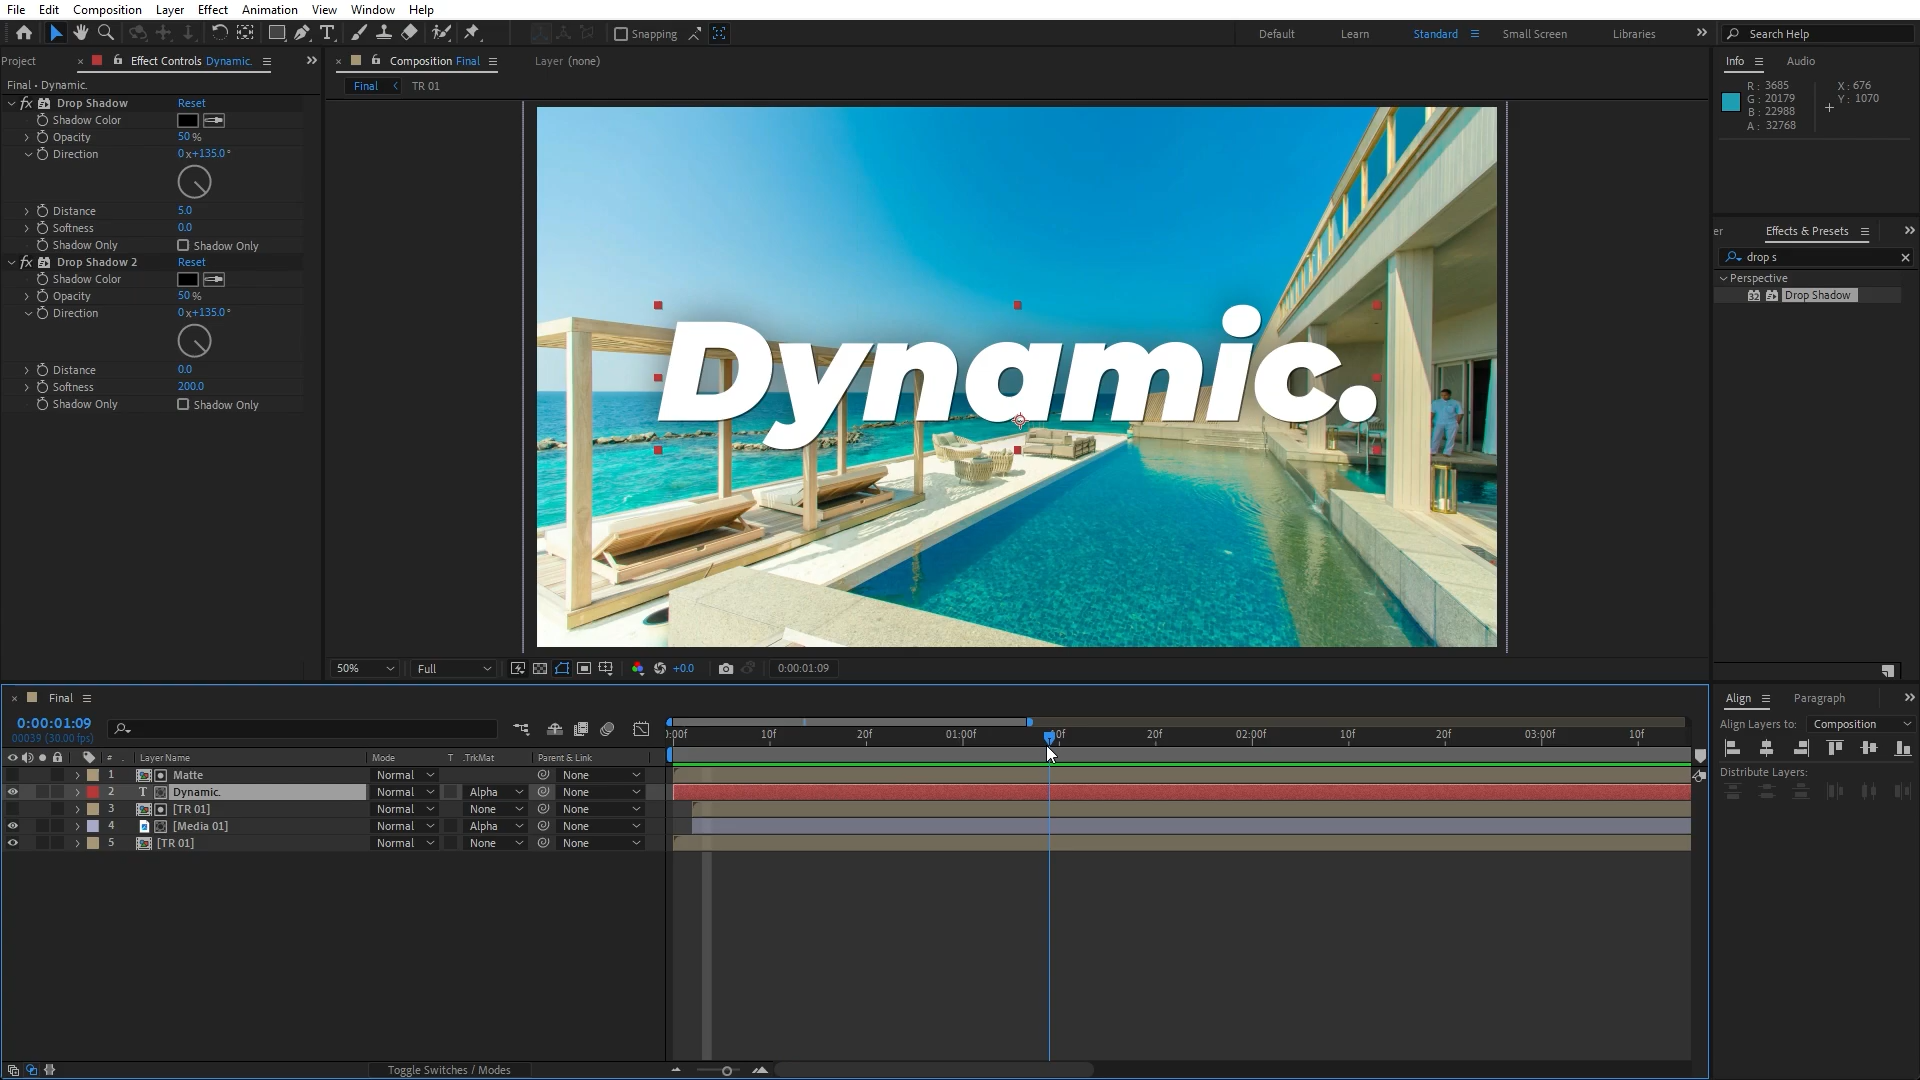 File Edit Composition Layer Effect Animation View Window Help
Snapping
Default Learn Standard Small Screen Libraries Search Help
Project Effect Controls Dynamic.
Composition Final Layer (none)
Info Audio
Final • Dynamic.
Final TR 01
R : 3685 X : 676
G : 20179 Y : 1070
B : 22988
A : 32768
fx Drop Shadow Reset
Shadow Color
Opacity 50 %
Direction 0 x+135.0 °
Distance 5.0
Softness 0.0
Shadow Only Shadow Only
fx Drop Shadow 2 Reset
Shadow Color
Opacity 50 %
Direction 0 x+135.0 °
Distance 0.0
Softness 200.0
Shadow Only Shadow Only
Dynamic.
er Effects & Presets
drop s
Perspective
32 Drop Shadow
50% Full +0.0 0:00:01:09
Final
0:00:01:09
00039 (30.00 fps)
):00f 10f 20f 01:00f 10f 20f 02:00f 10f 20f 03:00f 10f
# Layer Name Mode T .TrkMat Parent & Link
1 Matte Normal None
2 T Dynamic. Normal Alpha None
3 [TR 01] Normal None None
4 [Media 01] Normal Alpha None
5 [TR 01] Normal None None
Toggle Switches / Modes
Align Paragraph
Align Layers to: Composition
Distribute Layers: